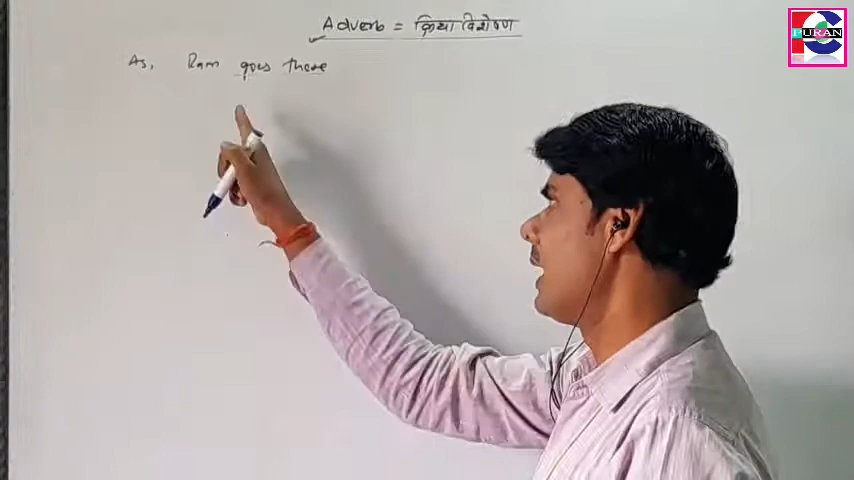 Adverb = क्रिया विशेषण
As, Ram goes there
PURAN